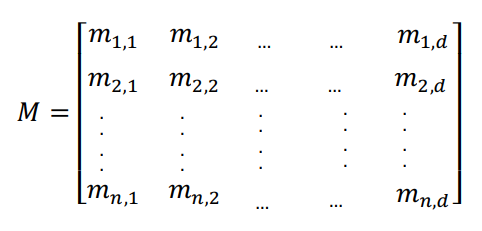 m₁,₁ m₁,₂ ... ... m₁,d
m₂,₁ m₂,₂ ... ... m₂,d
M =
. . . . .
. . . . .
. . . . .
. . . . .
mₙ,₁ mₙ,₂ ... ... mₙ,d